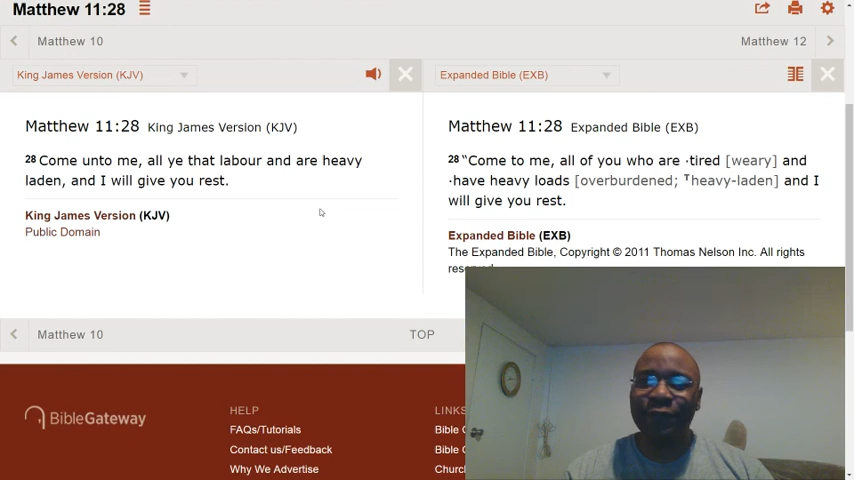 Matthew 11:28
Matthew 10
Matthew 12
King James Version (KJV)
Expanded Bible (EXB)
Matthew 11:28 King James Version (KJV)
28 Come unto me, all ye that labour and are heavy
laden, and I will give you rest.
King James Version (KJV)
Public Domain
Matthew 11:28 Expanded Bible (EXB)
28 “Come to me, all of you who are ·tired [weary] and
·have heavy loads [overburdened; Theavy-laden] and I
will give you rest.
Expanded Bible (EXB)
The Expanded Bible, Copyright © 2011 Thomas Nelson Inc. All rights
Matthew 10
TOP
BibleGateway
HELP
FAQs/Tutorials
Contact us/Feedback
Why We Advertise
LINKS
Bible
Bible